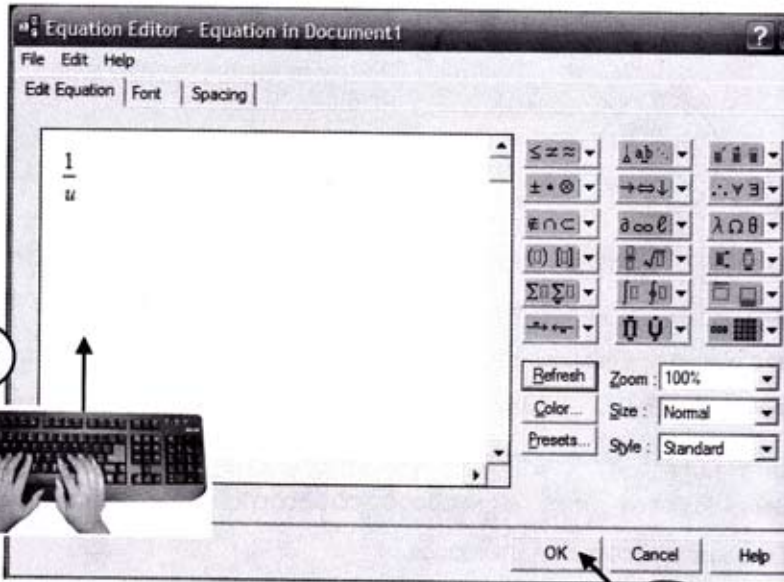 Equation Editor - Equation in Document1
?
File Edit Help
Edit Equation Font Spacing
1
u
≤ ≠ ≈
± • ⊗ → ⇔ ↓ ∴ ∀ ∃
∉ ∩ ⊂ ∂ ∞ ℓ λ Ω θ
Refresh Zoom : 100%
Color... Size : Normal
Presets... Style : Standard
OK Cancel Help